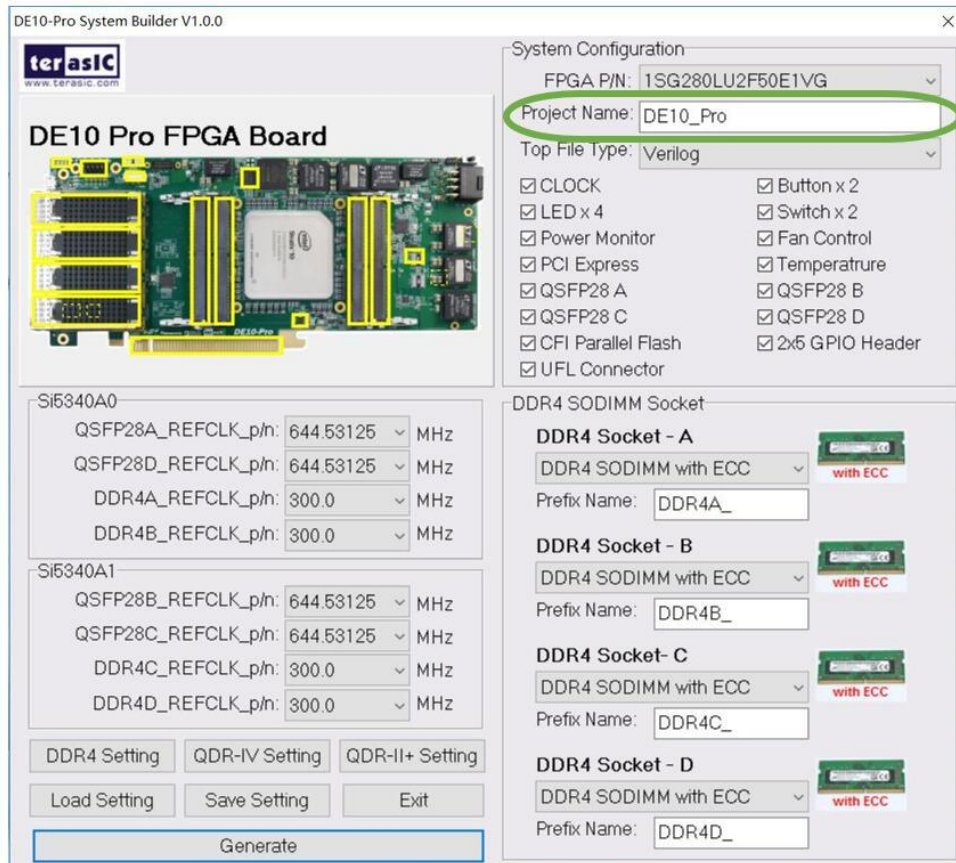 DE10-Pro System Builder V1.0.0
terasIC
www.terasic.com
DE10 Pro FPGA Board
DE10-Pro
System Configuration
FPGA P/N: 1SG280LU2F50E1VG
Project Name: DE10_Pro
Top File Type: Verilog
CLOCK Button x 2
LED x 4 Switch x 2
Power Monitor Fan Control
PCI Express Temperatrure
QSFP28 A QSFP28 B
QSFP28 C QSFP28 D
CFI Parallel Flash 2x5 GPIO Header
UFL Connector
Si5340A0
QSFP28A_REFCLK_p/n: 644.53125 MHz
QSFP28D_REFCLK_p/n: 644.53125 MHz
DDR4A_REFCLK_p/n: 300.0 MHz
DDR4B_REFCLK_p/n: 300.0 MHz
Si5340A1
QSFP28B_REFCLK_p/n: 644.53125 MHz
QSFP28C_REFCLK_p/n: 644.53125 MHz
DDR4C_REFCLK_p/n: 300.0 MHz
DDR4D_REFCLK_p/n: 300.0 MHz
DDR4 Setting QDR-IV Setting QDR-II+ Setting
Load Setting Save Setting Exit
Generate
DDR4 SODIMM Socket
DDR4 Socket - A
DDR4 SODIMM with ECC
with ECC
Prefix Name: DDR4A_
DDR4 Socket - B
DDR4 SODIMM with ECC
with ECC
Prefix Name: DDR4B_
DDR4 Socket- C
DDR4 SODIMM with ECC
with ECC
Prefix Name: DDR4C_
DDR4 Socket - D
DDR4 SODIMM with ECC
with ECC
Prefix Name: DDR4D_